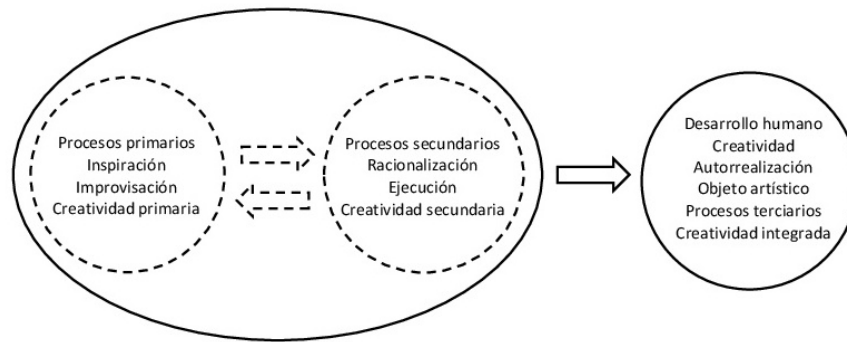 Procesos primarios
Inspiración
Improvisación
Creatividad primaria
Procesos secundarios
Racionalización
Ejecución
Creatividad secundaria
Desarrollo humano
Creatividad
Autorrealización
Objeto artístico
Procesos terciarios
Creatividad integrada